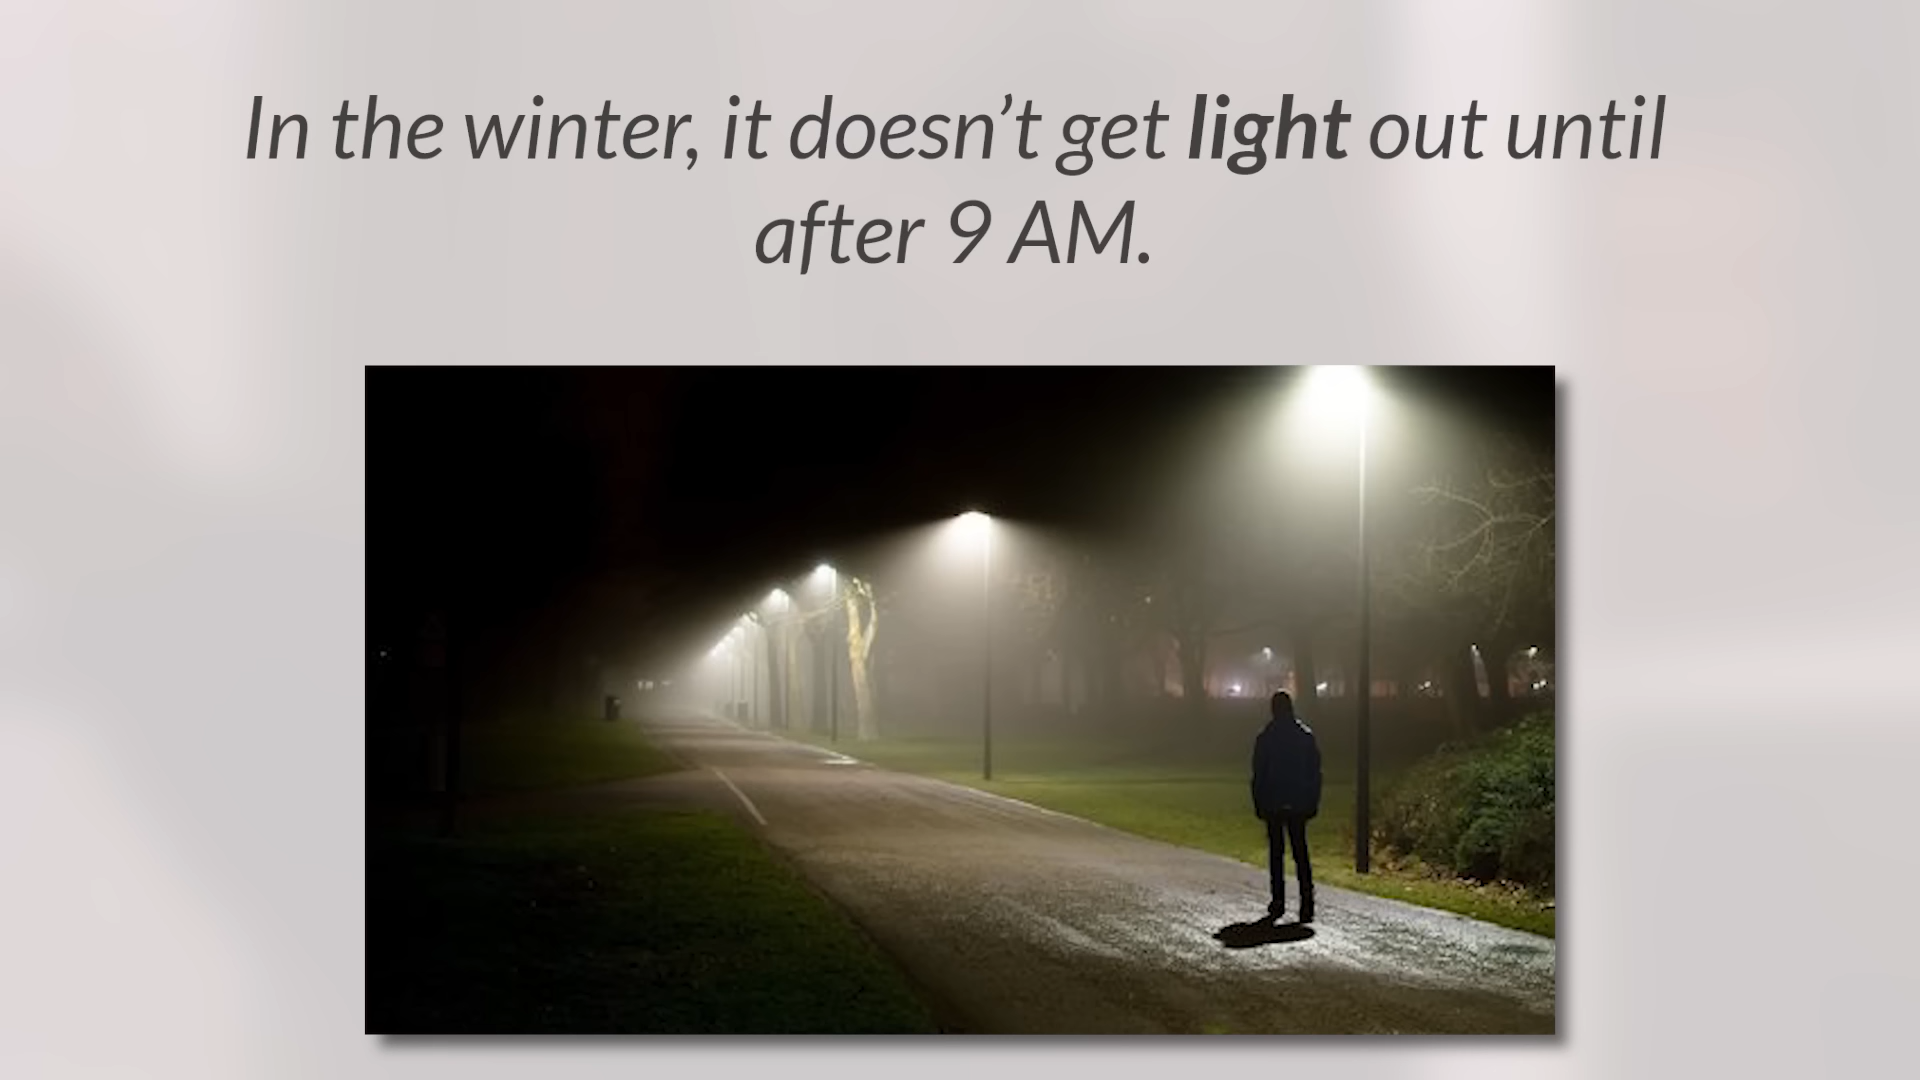 In the winter, it doesn’t get light out until
after 9 AM.